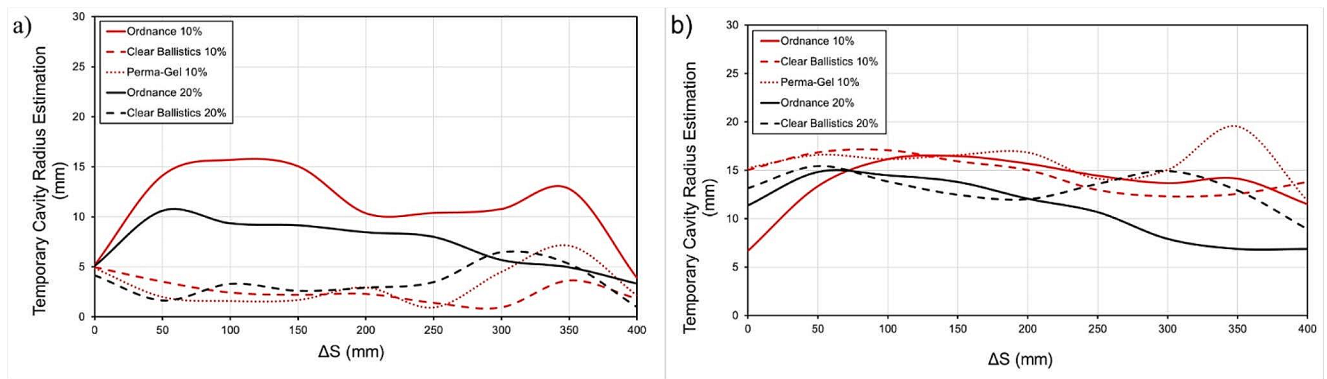 a)
Temporary Cavity Radius Estimation
(mm)
30
25
20
15
10
5
0
Ordnance 10%
Clear Ballistics 10%
Perma-Gel 10%
Ordnance 20%
Clear Ballistics 20%
0 50 100 150 200 250 300 350 400
ΔS (mm)
b)
Temporary Cavity Radius Estimation
(mm)
30
25
20
15
10
5
0
Ordnance 10%
Clear Ballistics 10%
Perma-Gel 10%
Ordnance 20%
Clear Ballistics 20%
0 50 100 150 200 250 300 350 400
ΔS (mm)